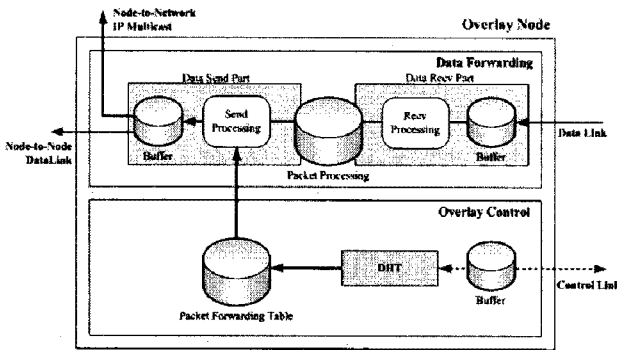 Node-to-Network
IP Multicast
Overlay Node
Data Forwarding
Data Send Part
Data Recv Part
Send
Processing
Recv
Processing
Buffer
Buffer
Data Link
Node-to-Node
DataLink
Packet Processing
Overlay Control
DHT
Buffer
Control Link
Packet Forwarding Table